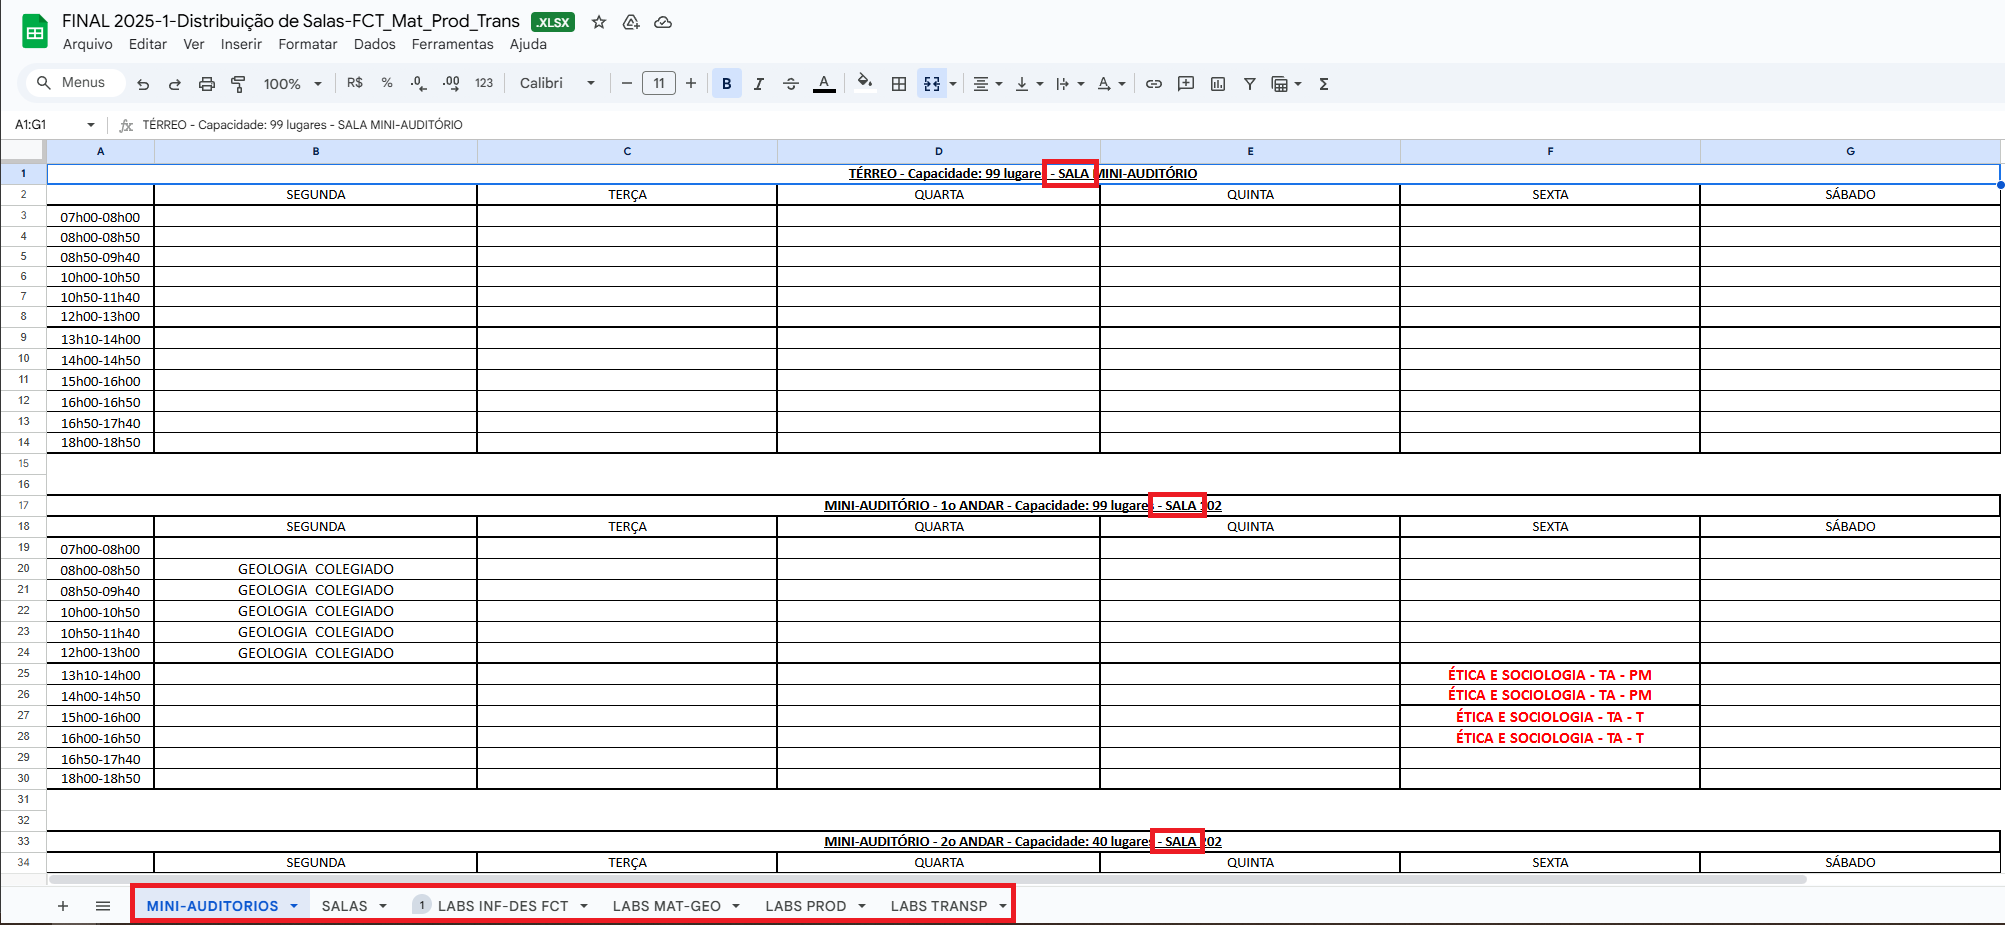 FINAL 2025-1-Distribuição de Salas-FCT_Mat_Prod_Trans .XLSX
Arquivo Editar Ver Inserir Formatar Dados Ferramentas Ajuda
Menus 100% R$ % .0 .00 123 Calibri 11 B I A Σ
A1:G1 fx TÉRREO - Capacidade: 99 lugares - SALA MINI-AUDITÓRIO
A B C D E F G
1 TÉRREO - Capacidade: 99 lugare - SALA MINI-AUDITÓRIO
2 SEGUNDA TERÇA QUARTA QUINTA SEXTA SÁBADO
3 07h00-08h00
4 08h00-08h50
5 08h50-09h40
6 10h00-10h50
7 10h50-11h40
8 12h00-13h00
9 13h10-14h00
10 14h00-14h50
11 15h00-16h00
12 16h00-16h50
13 16h50-17h40
14 18h00-18h50
15
16
17 MINI-AUDITÓRIO - 1o ANDAR - Capacidade: 99 lugare - SALA 102
18 SEGUNDA TERÇA QUARTA QUINTA SEXTA SÁBADO
19 07h00-08h00
20 08h00-08h50 GEOLOGIA COLEGIADO
21 08h50-09h40 GEOLOGIA COLEGIADO
22 10h00-10h50 GEOLOGIA COLEGIADO
23 10h50-11h40 GEOLOGIA COLEGIADO
24 12h00-13h00 GEOLOGIA COLEGIADO
25 13h10-14h00 ÉTICA E SOCIOLOGIA - TA - PM
26 14h00-14h50 ÉTICA E SOCIOLOGIA - TA - PM
27 15h00-16h00 ÉTICA E SOCIOLOGIA - TA - T
28 16h00-16h50 ÉTICA E SOCIOLOGIA - TA - T
29 16h50-17h40
30 18h00-18h50
31
32
33 MINI-AUDITÓRIO - 2o ANDAR - Capacidade: 40 lugare - SALA 202
34 SEGUNDA TERÇA QUARTA QUINTA SEXTA SÁBADO
MINI-AUDITORIOS SALAS 1 LABS INF-DES FCT LABS MAT-GEO LABS PROD LABS TRANSP